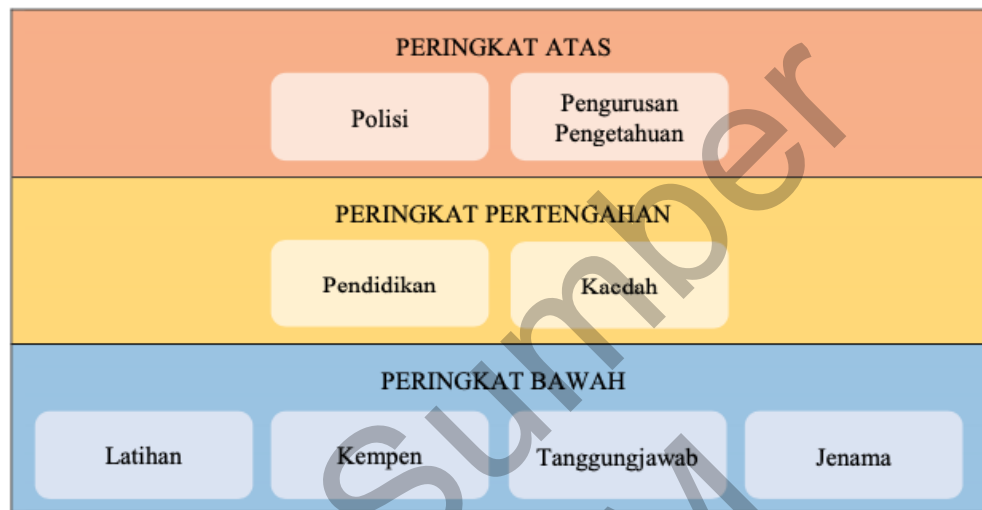 PERINGKAT ATAS
Polisi
Pengurusan
Pengetahuan
PERINGKAT PERTENGAHAN
Pendidikan
Kaedah
PERINGKAT BAWAH
Latihan
Kempen
Tanggungjawab
Jenama
Sumber